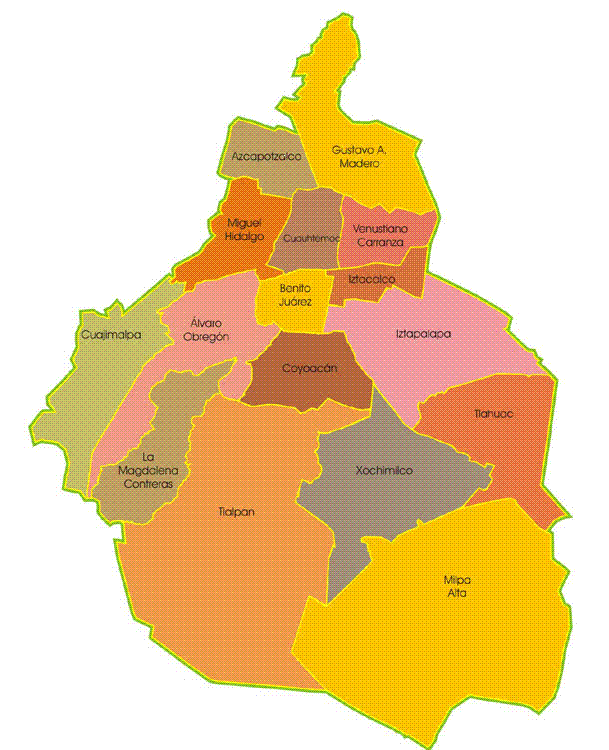 Gustavo A.
Madero
Azcapotzalco
Miguel
Hidalgo
Cuauhtemoc
Venustiano
Carranza
Iztacalco
Benito
Juárez
Cuajimalpa
Álvaro
Obregón
Iztapalapa
Coyoacán
Tlahuac
La
Magdalena
Contreras
Xochimilco
Tlalpan
Milpa
Alta